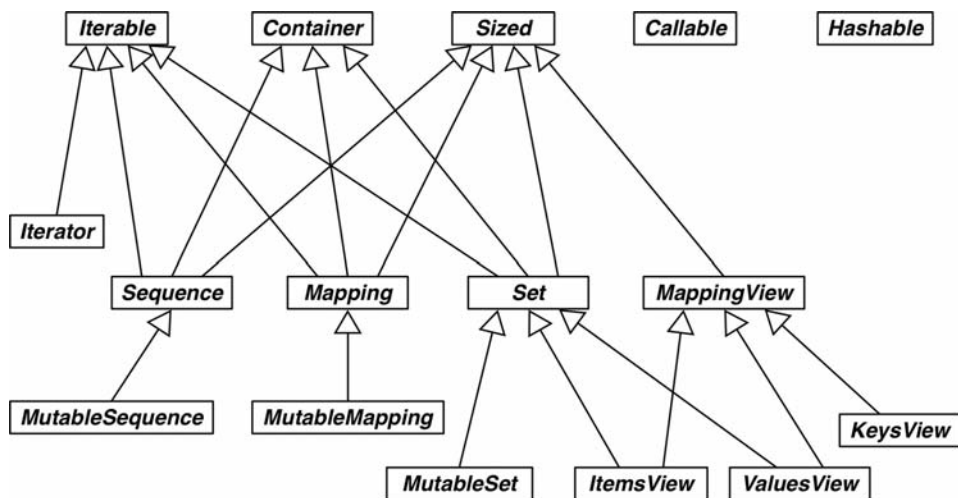 Iterable
Container
Sized
Callable
Hashable
Iterator
Sequence
Mapping
Set
MappingView
MutableSequence
MutableMapping
KeysView
MutableSet
ItemsView
ValuesView